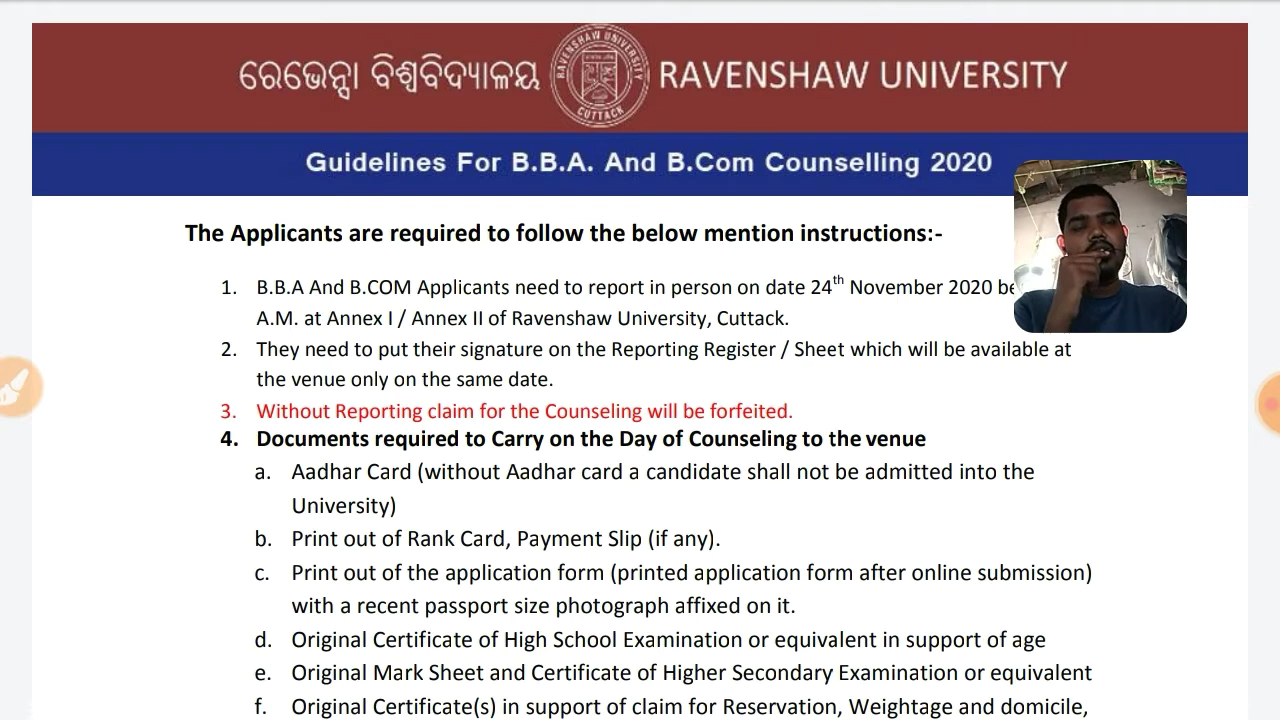 ରେଭେନ୍ସା ବିଶ୍ୱବିଦ୍ୟାଳୟ RAVENSHAW UNIVERSITY
RAVENSHAW UNIVERSITY
CUTTACK
Guidelines For B.B.A. And B.Com Counselling 2020
The Applicants are required to follow the below mention instructions:-
1. B.B.A And B.COM Applicants need to report in person on date 24th November 2020
A.M. at Annex I / Annex II of Ravenshaw University, Cuttack.
2. They need to put their signature on the Reporting Register / Sheet which will be available at
the venue only on the same date.
3. Without Reporting claim for the Counseling will be forfeited.
4. Documents required to Carry on the Day of Counseling to the venue
a. Aadhar Card (without Aadhar card a candidate shall not be admitted into the
University)
b. Print out of Rank Card, Payment Slip (if any).
c. Print out of the application form (printed application form after online submission)
with a recent passport size photograph affixed on it.
d. Original Certificate of High School Examination or equivalent in support of age
e. Original Mark Sheet and Certificate of Higher Secondary Examination or equivalent
f. Original Certificate(s) in support of claim for Reservation, Weightage and domicile,